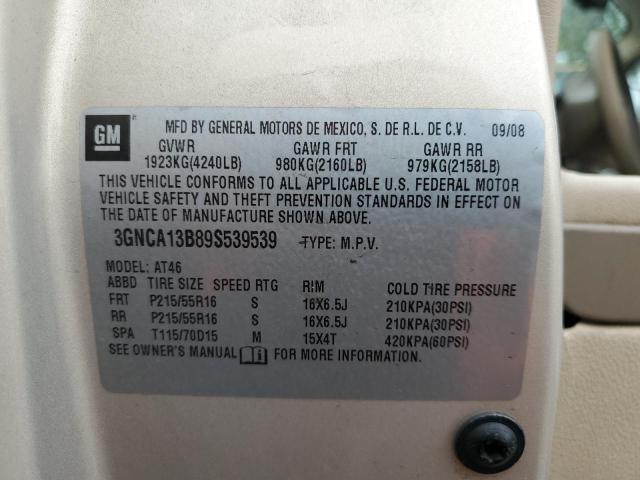 GM
MFD BY GENERAL MOTORS DE MEXICO, S. DE R.L. DE C.V. 09/08
GVWR GAWR FRT GAWR RR
1923KG(4240LB) 980KG(2160LB) 979KG(2158LB)
THIS VEHICLE CONFORMS TO ALL APPLICABLE U.S. FEDERAL MOTOR
VEHICLE SAFETY AND THEFT PREVENTION STANDARDS IN EFFECT ON
THE DATE OF MANUFACTURE SHOWN ABOVE.
3GNCA13B89S539539 TYPE: M.P.V.
MODEL: AT46
ABBD TIRE SIZE SPEED RTG RIM COLD TIRE PRESSURE
FRT P215/55R16 S 16X6.5J 210KPA(30PSI)
RR P215/55R16 S 16X6.5J 210KPA(30PSI)
SPA T115/70D15 M 15X4T 420KPA(60PSI)
SEE OWNER'S MANUAL FOR MORE INFORMATION.